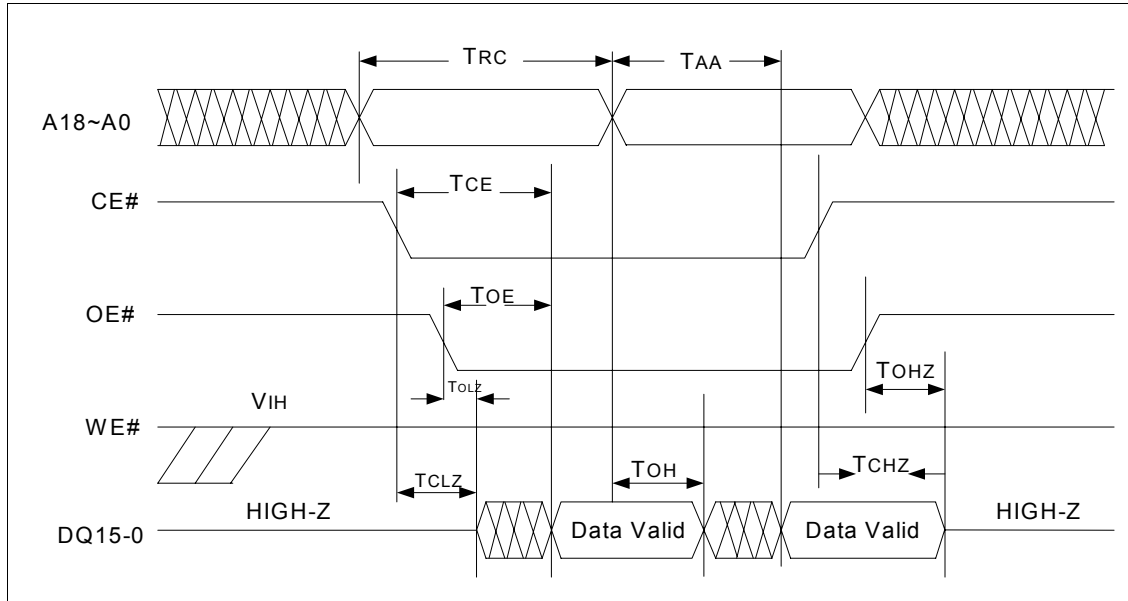 TRC
TAA
A18~A0
TCE
CE#
TOE
OE#
TOHZ
TOLZ
VIH
WE#
TCHZ
TOH
TCLZ
HIGH-Z
Data Valid
Data Valid
HIGH-Z
DQ15-0